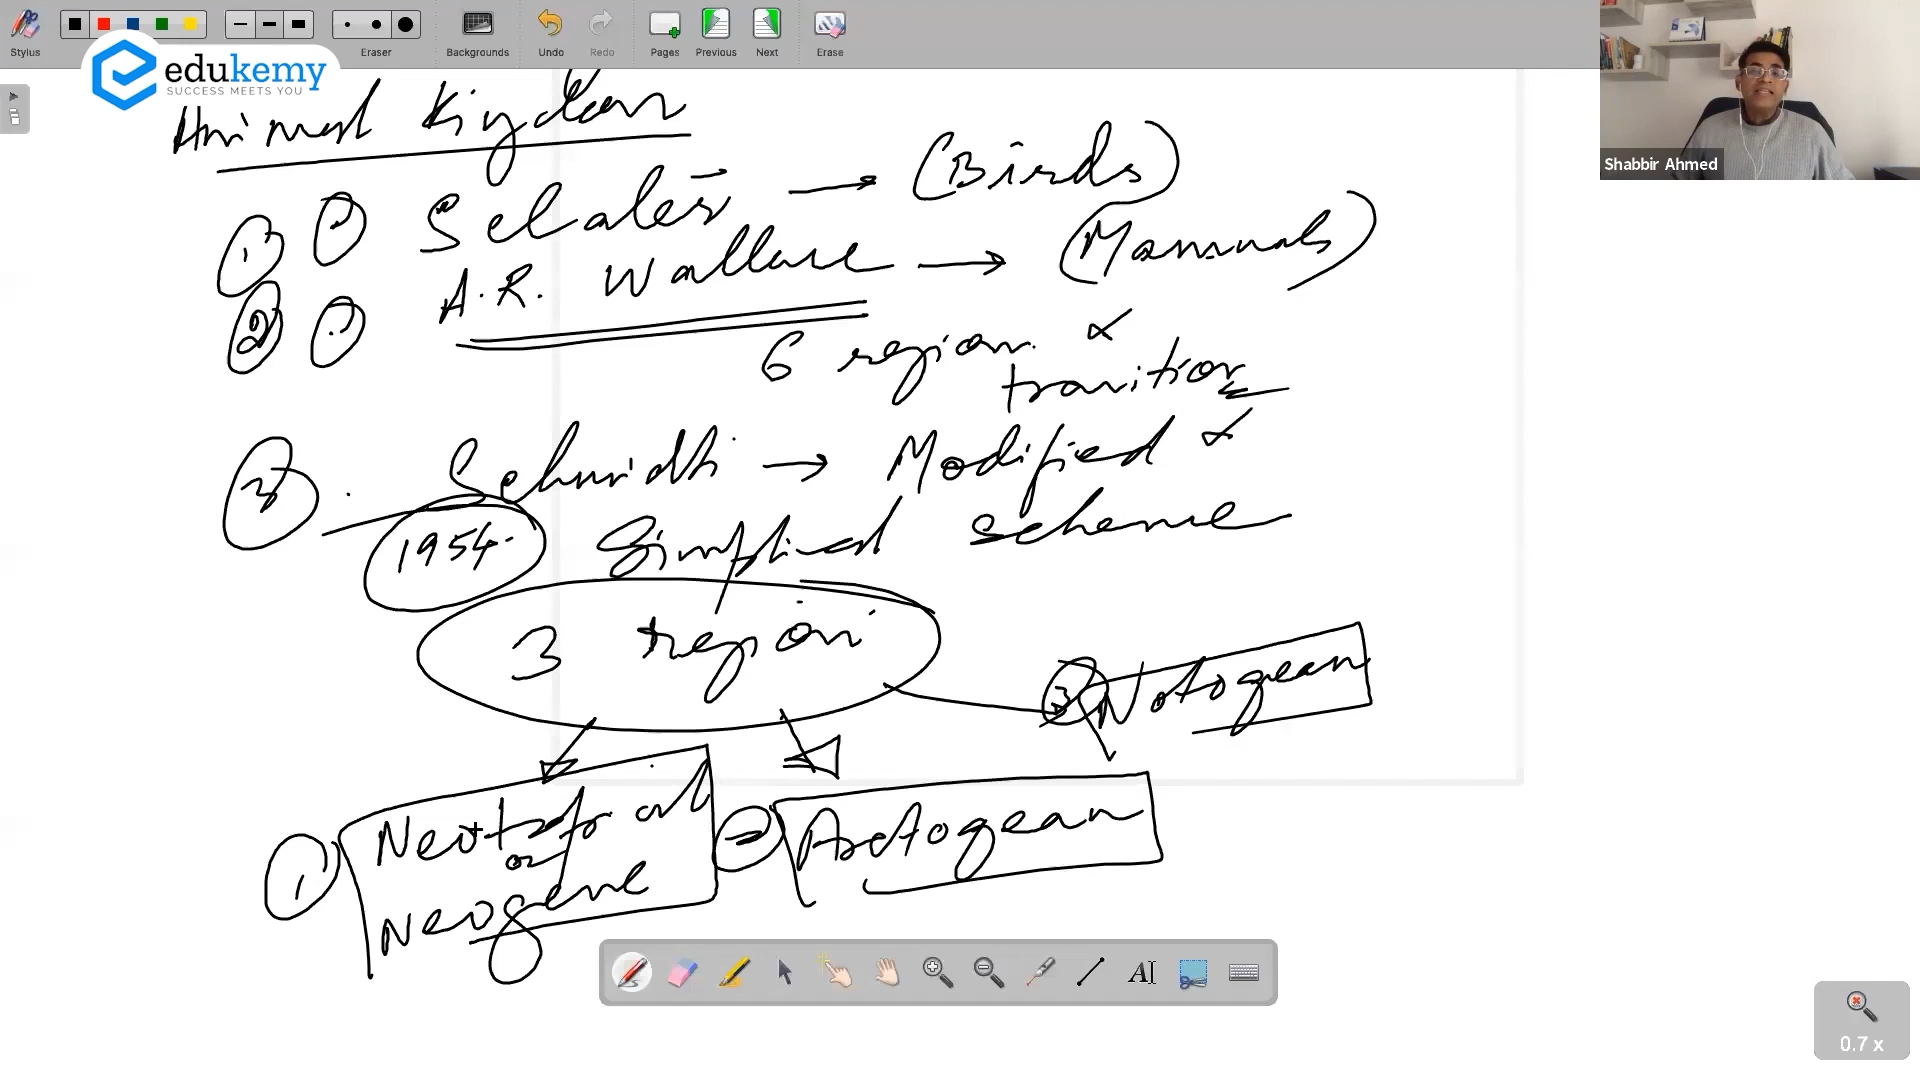 Stylus
Eraser
Backgrounds
Undo
Redo
Pages
Previous
Next
Erase
edukemy
SUCCESS MEETS YOU
Shabbir Ahmed
Animal Kigdom
① Sclater → (Birds)
② A.R. Wallace → (Mammals)
6 region &
transition
3 Schmidt → Modified &
1954 Simplied scheme
3 region
3 Notogean
1 Neotropical 2 Arctogean
or
Neogene
0.7 x